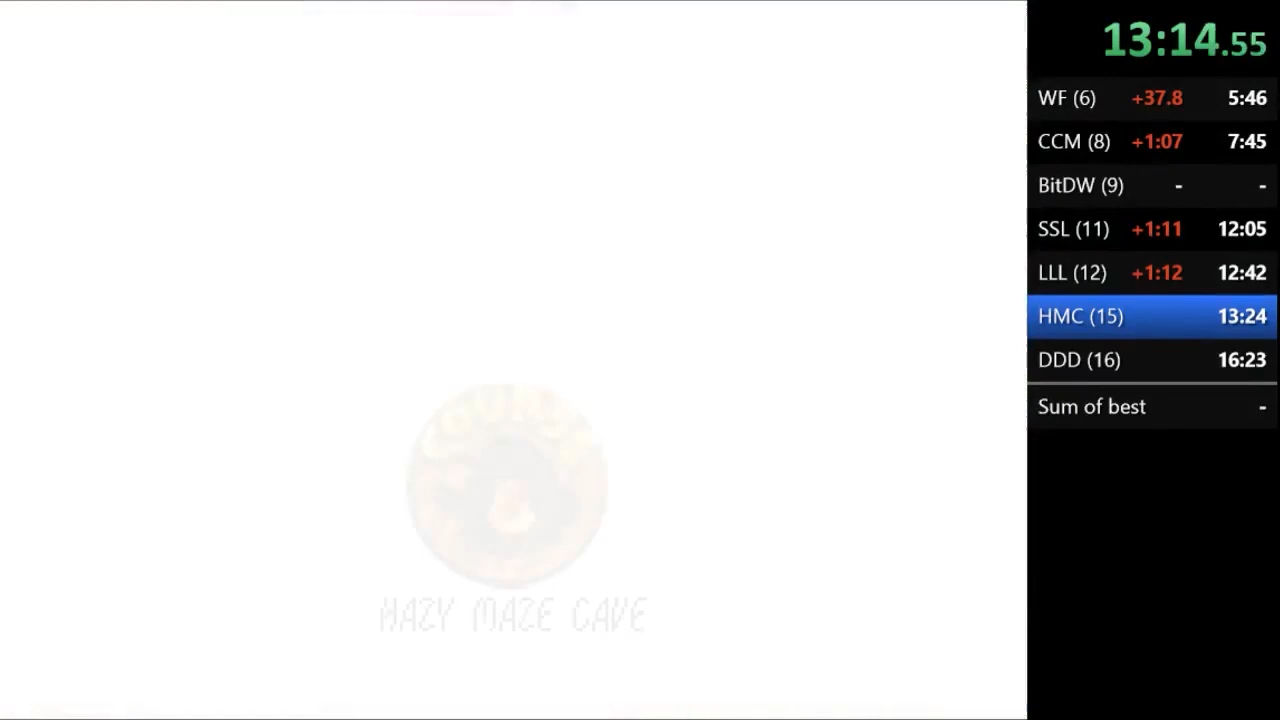 13:14.55
WF (6) +37.8 5:46
CCM (8) +1:07 7:45
BitDW (9) - -
SSL (11) +1:11 12:05
LLL (12) +1:12 12:42
HMC (15) 13:24
DDD (16) 16:23
Sum of best -
HAZY MAZE CAVE